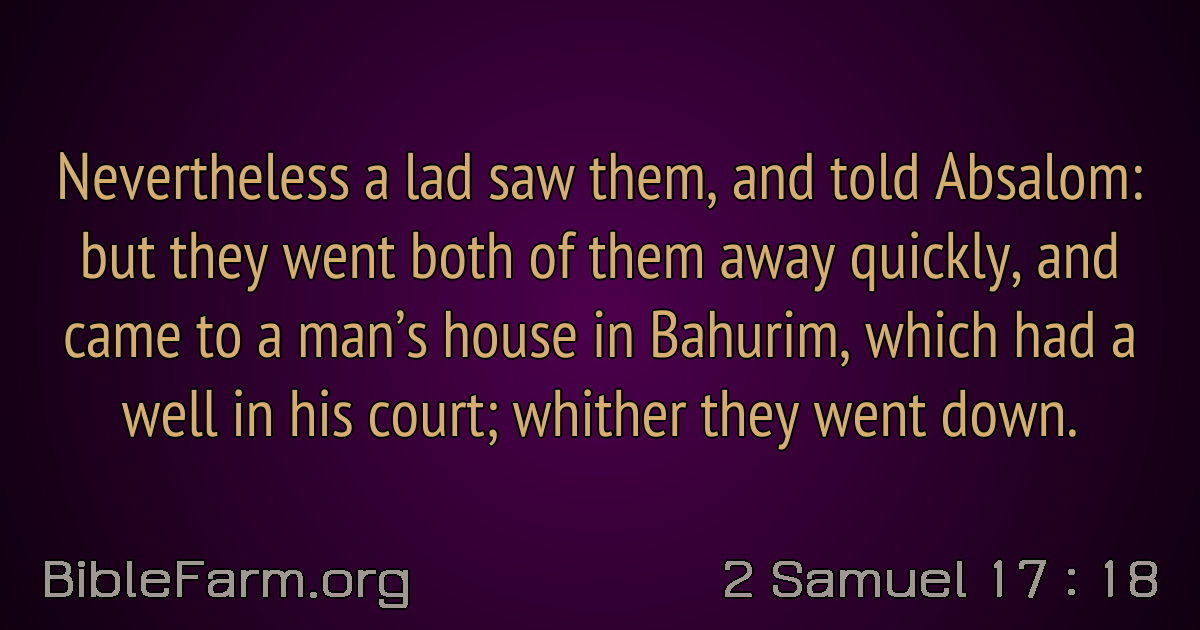 Nevertheless a lad saw them, and told Absalom:
but they went both of them away quickly, and
came to a man’s house in Bahurim, which had a
well in his court; whither they went down.
BibleFarm.org
2 Samuel 17 : 18